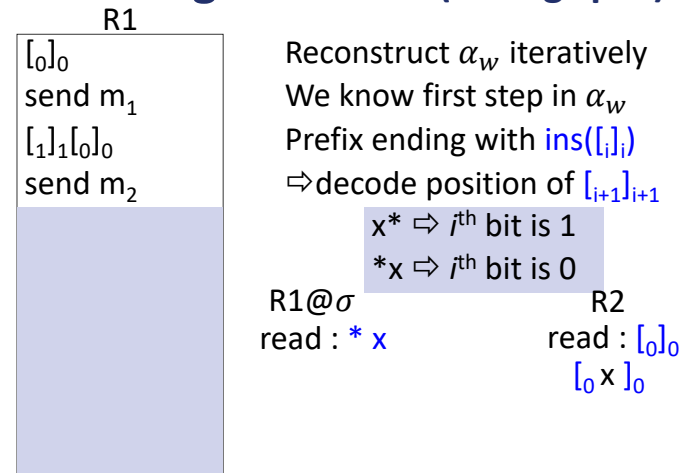 R1
[₀]₀
send m₁
[₁]₁[₀]₀
send m₂
Reconstruct 𝛼𝑤 iteratively
We know first step in 𝛼𝑤
Prefix ending with ins([ᵢ]ᵢ)
⇨decode position of [ᵢ₊₁]ᵢ₊₁
x* ⇨ iᵗʰ bit is 1
*x ⇨ iᵗʰ bit is 0
R1@𝜎
read : * x
R2
read : [₀]₀
[₀ x ]₀